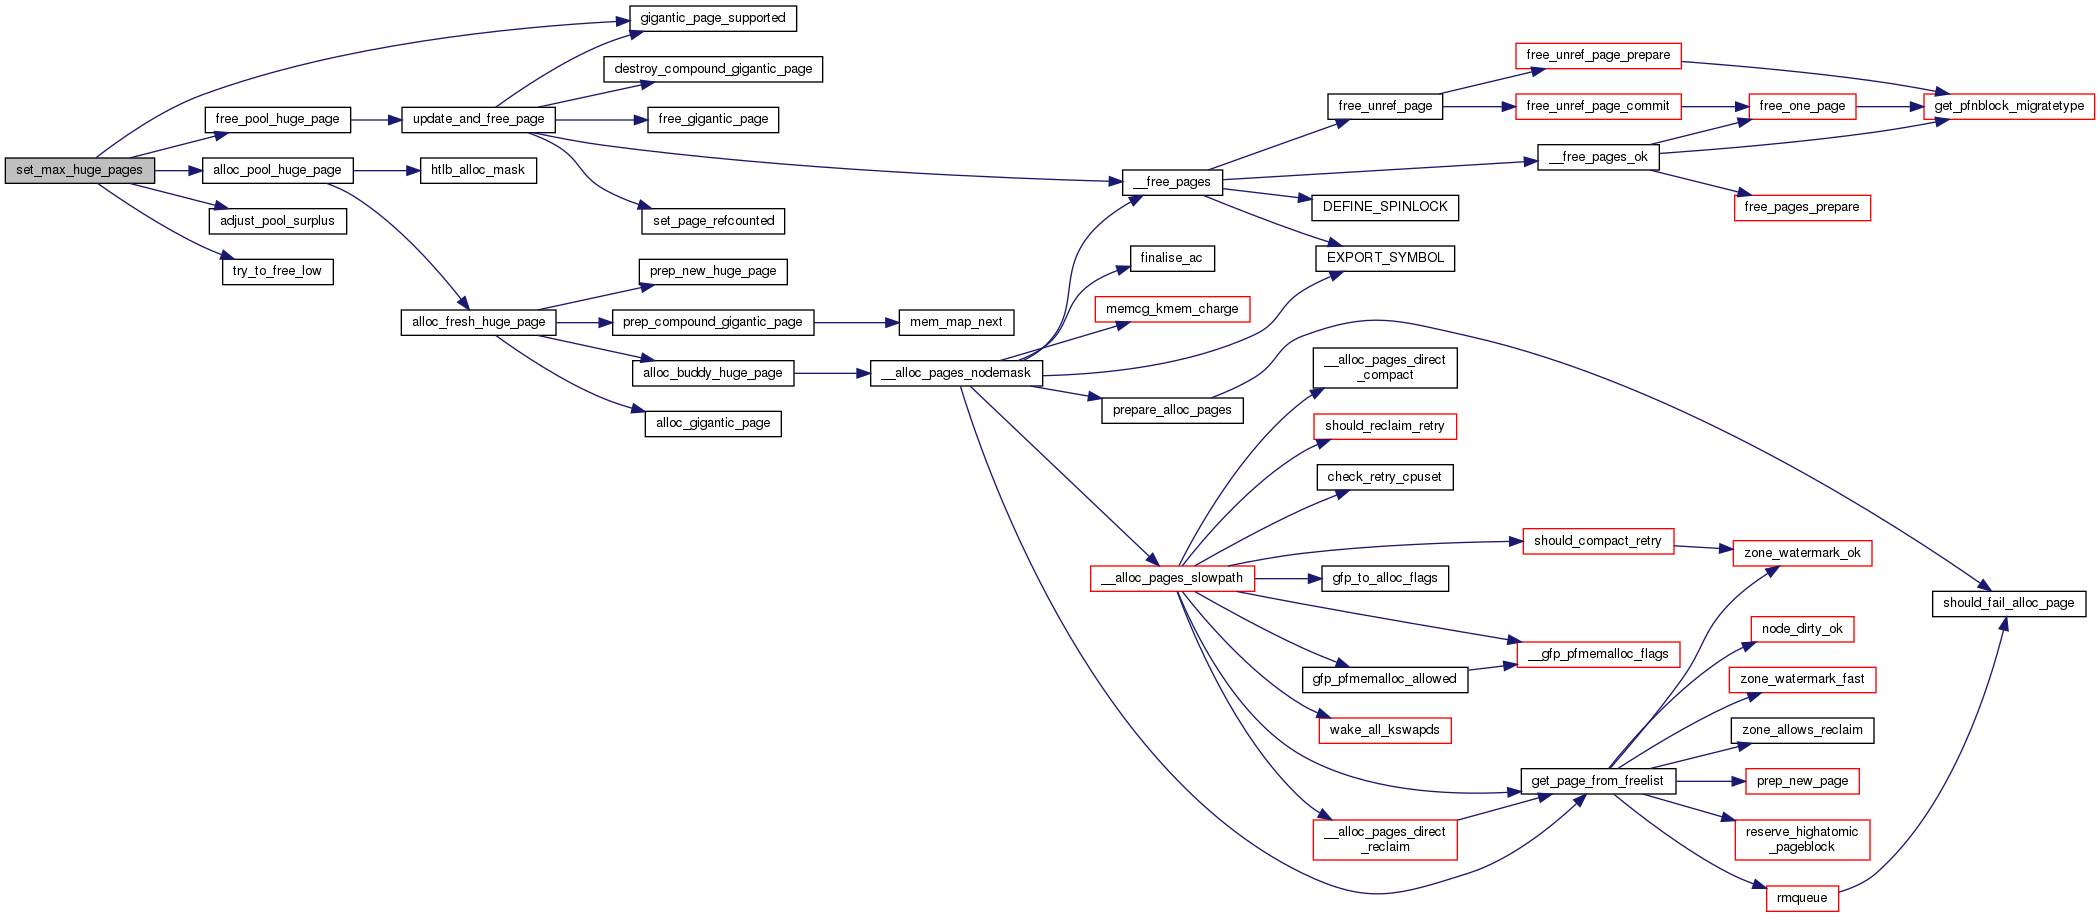 set_max_huge_pages
free_pool_huge_page
alloc_pool_huge_page
adjust_pool_surplus
try_to_free_low
gigantic_page_supported
destroy_compound_gigantic_page
update_and_free_page
free_gigantic_page
htlb_alloc_mask
set_page_refcounted
prep_new_huge_page
alloc_fresh_huge_page
prep_compound_gigantic_page
alloc_buddy_huge_page
alloc_gigantic_page
mem_map_next
__alloc_pages_nodemask
__free_pages
finalise_ac
memcg_kmem_charge
prepare_alloc_pages
__alloc_pages_slowpath
free_unref_page
DEFINE_SPINLOCK
EXPORT_SYMBOL
__alloc_pages_direct
_compact
should_reclaim_retry
check_retry_cpuset
gfp_to_alloc_flags
gfp_pfmemalloc_allowed
wake_all_kswapds
__alloc_pages_direct
_reclaim
free_unref_page_prepare
free_unref_page_commit
__free_pages_ok
should_compact_retry
__gfp_pfmemalloc_flags
get_page_from_freelist
free_one_page
free_pages_prepare
zone_watermark_ok
node_dirty_ok
zone_watermark_fast
zone_allows_reclaim
prep_new_page
reserve_highatomic
_pageblock
rmqueue
get_pfnblock_migratetype
should_fail_alloc_page